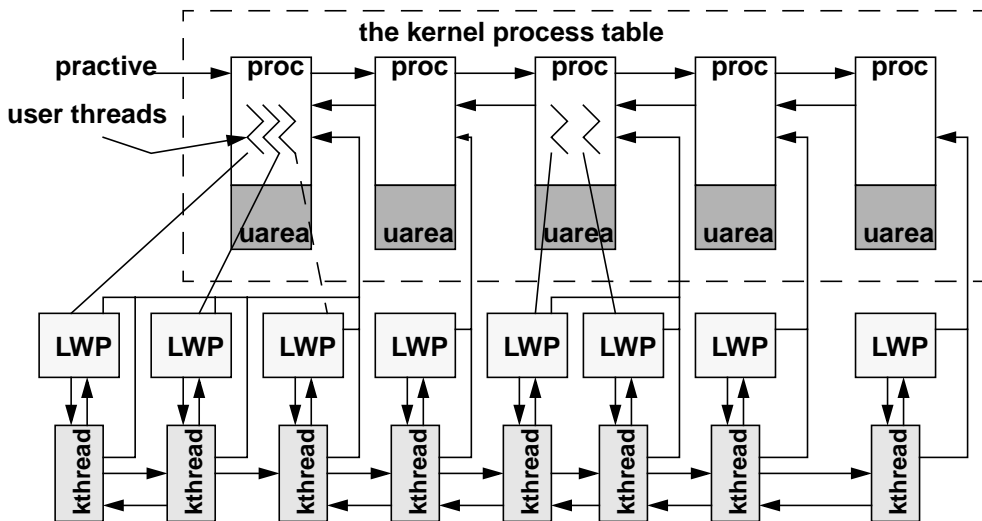 the kernel process table
practive
proc proc proc proc proc
user threads
uarea uarea uarea uarea uarea
LWP LWP LWP LWP LWP LWP LWP LWP
kthread kthread kthread kthread kthread kthread kthread kthread